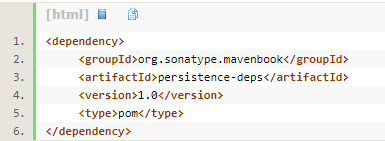 [html]
1. <dependency>
2. <groupId>org.sonatype.mavenbook</groupId>
3. <artifactId>persistence-deps</artifactId>
4. <version>1.0</version>
5. <type>pom</type>
6. </dependency>